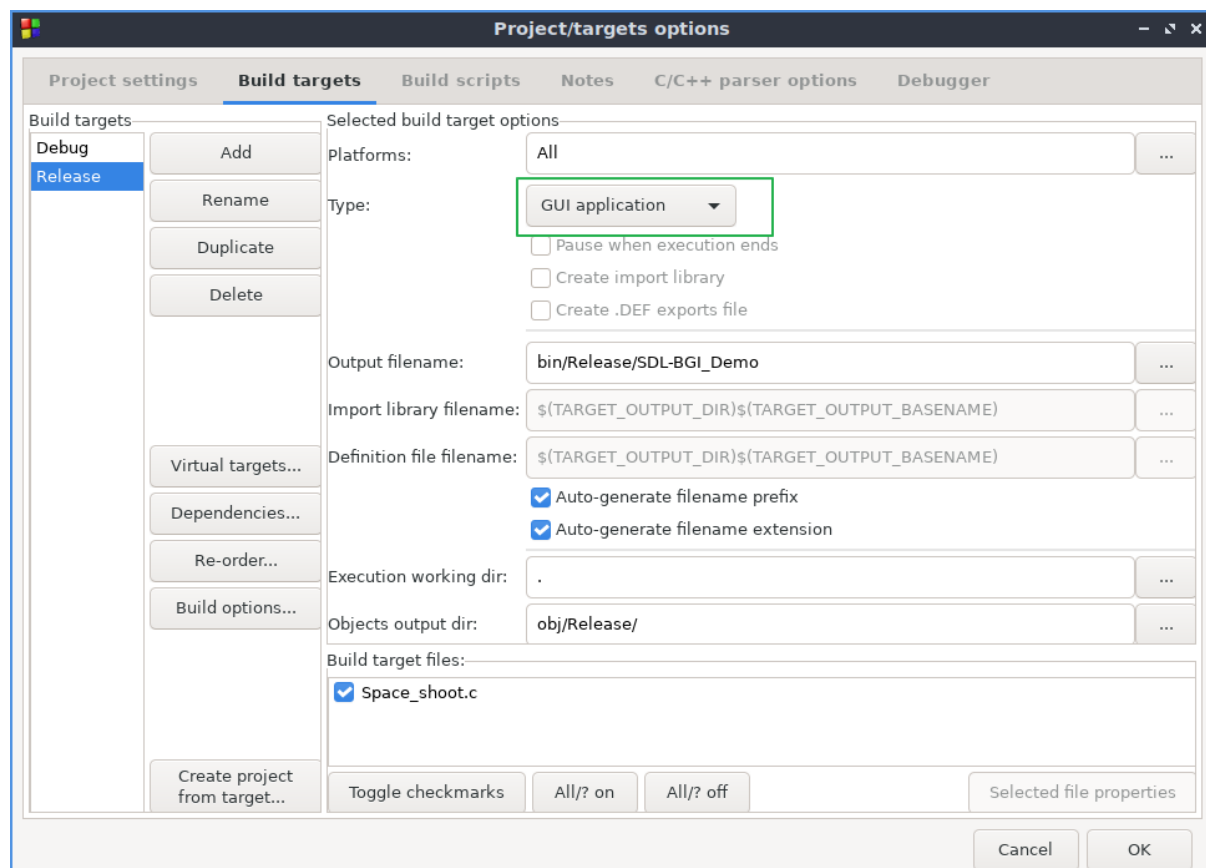 Project/targets options
Project settings Build targets Build scripts Notes C/C++ parser options Debugger
Build targets
Debug
Release
Add
Rename
Duplicate
Delete
Virtual targets...
Dependencies...
Re-order...
Build options...
Create project
from target...
Selected build target options
Platforms: All ...
Type: GUI application
Pause when execution ends
Create import library
Create .DEF exports file
Output filename: bin/Release/SDL-BGI_Demo ...
Import library filename: $(TARGET_OUTPUT_DIR)$(TARGET_OUTPUT_BASENAME) ...
Definition file filename: $(TARGET_OUTPUT_DIR)$(TARGET_OUTPUT_BASENAME) ...
Auto-generate filename prefix
Auto-generate filename extension
Execution working dir: . ...
Objects output dir: obj/Release/ ...
Build target files:
Space_shoot.c
Toggle checkmarks All/? on All/? off Selected file properties
Cancel OK